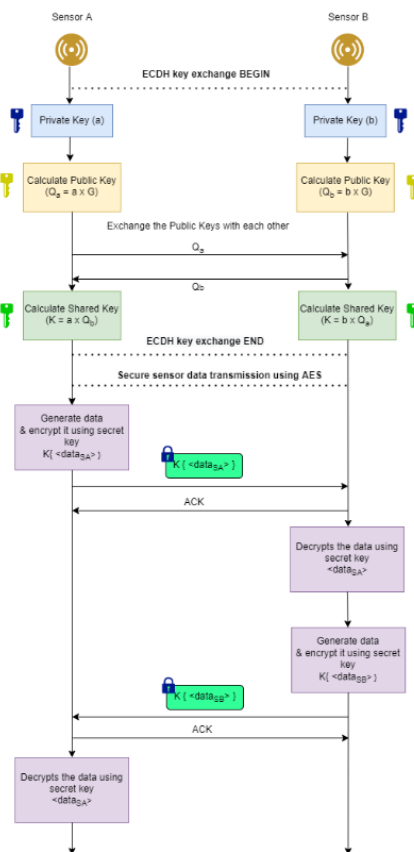 Sensor A
Sensor B
ECDH key exchange BEGIN
Private Key (a)
Private Key (b)
Calculate Public Key
(Qa = a x G)
Calculate Public Key
(Qb = b x G)
Exchange the Public Keys with each other
Qa
Qb
Calculate Shared Key
(K = a x Qb)
Calculate Shared Key
(K = b x Qa)
ECDH key exchange END
Secure sensor data transmission using AES
Generate data
& encrypt it using secret
key
K{ <dataSA> }
K { <dataSA> }
ACK
Decrypts the data using
secret key
<dataSA>
Generate data
& encrypt it using secret
key
K{ <dataSB> }
K { <dataSB> }
ACK
Decrypts the data using
secret key
<dataSA>